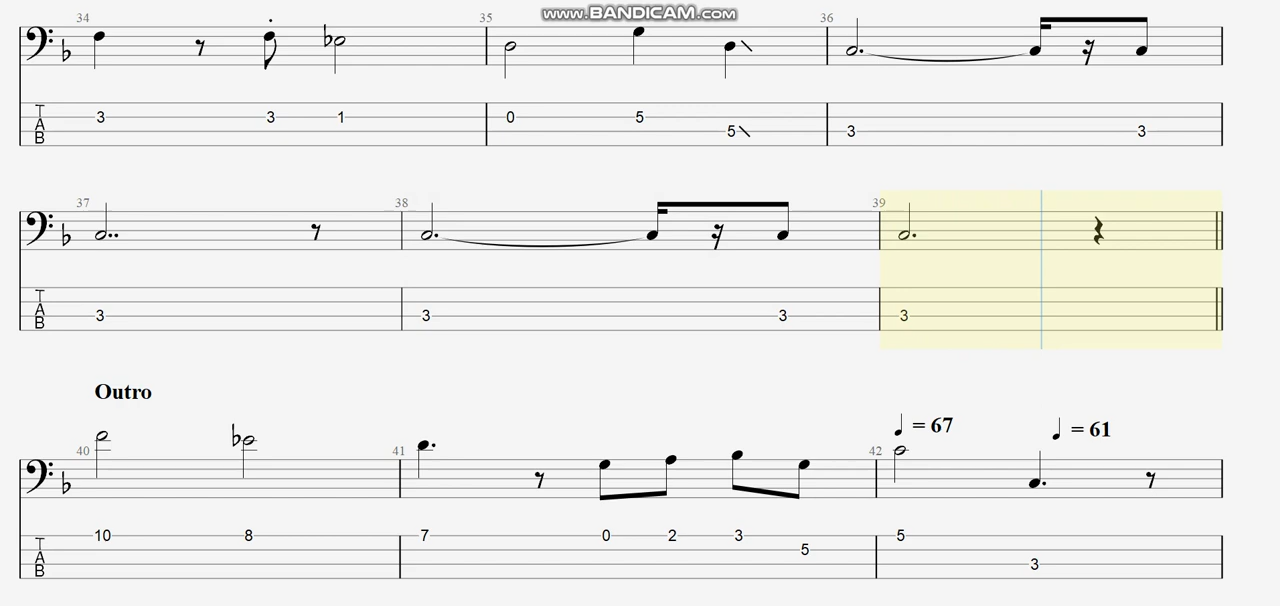 www.BANDICAM.com
34 35 36
T 3 3 1 0 5 5 3 3
A
B
37 38 39
T 3 3 3 3
A
B
Outro
= 67 = 61
40 41 42
T 10 8 7 0 2 3 5 5 3
A
B